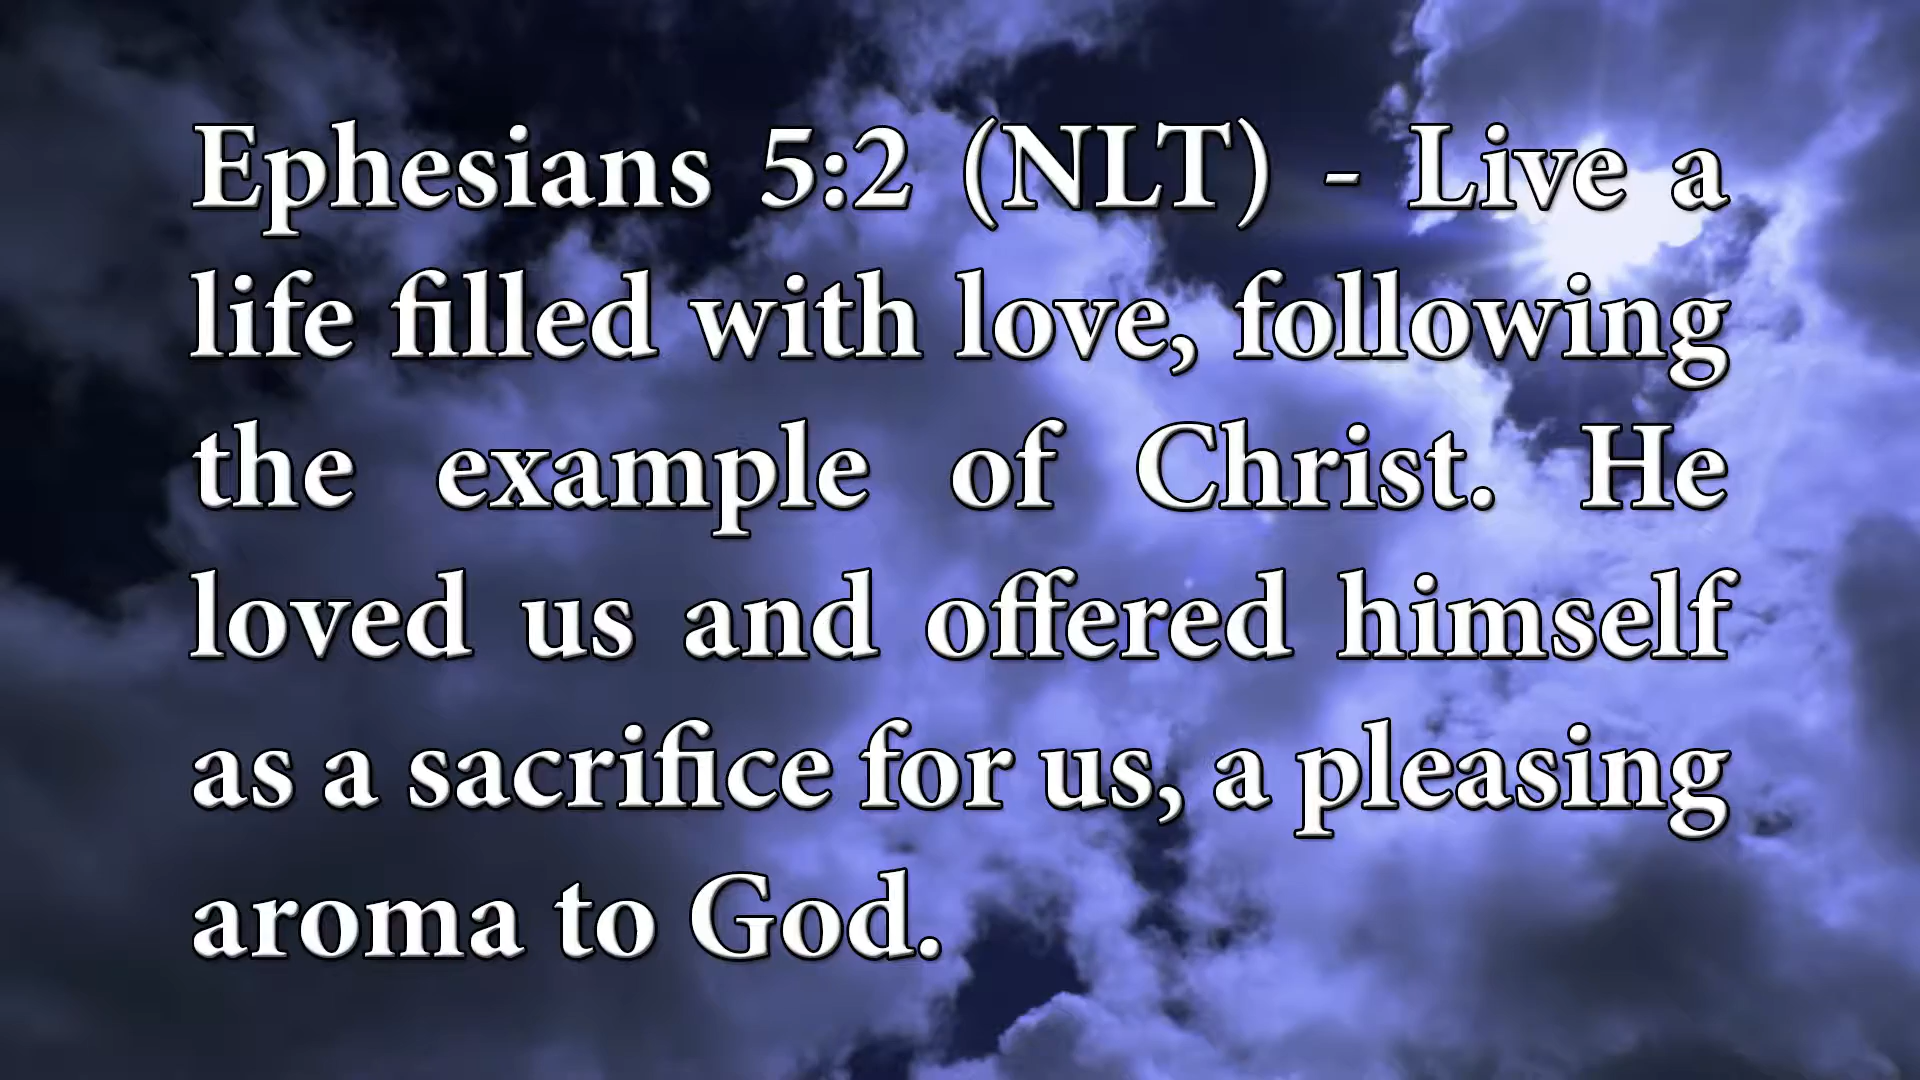 Ephesians 5:2 (NLT) - Live a
life filled with love, following
the example of Christ. He
loved us and offered himself
as a sacrifice for us, a pleasing
aroma to God.